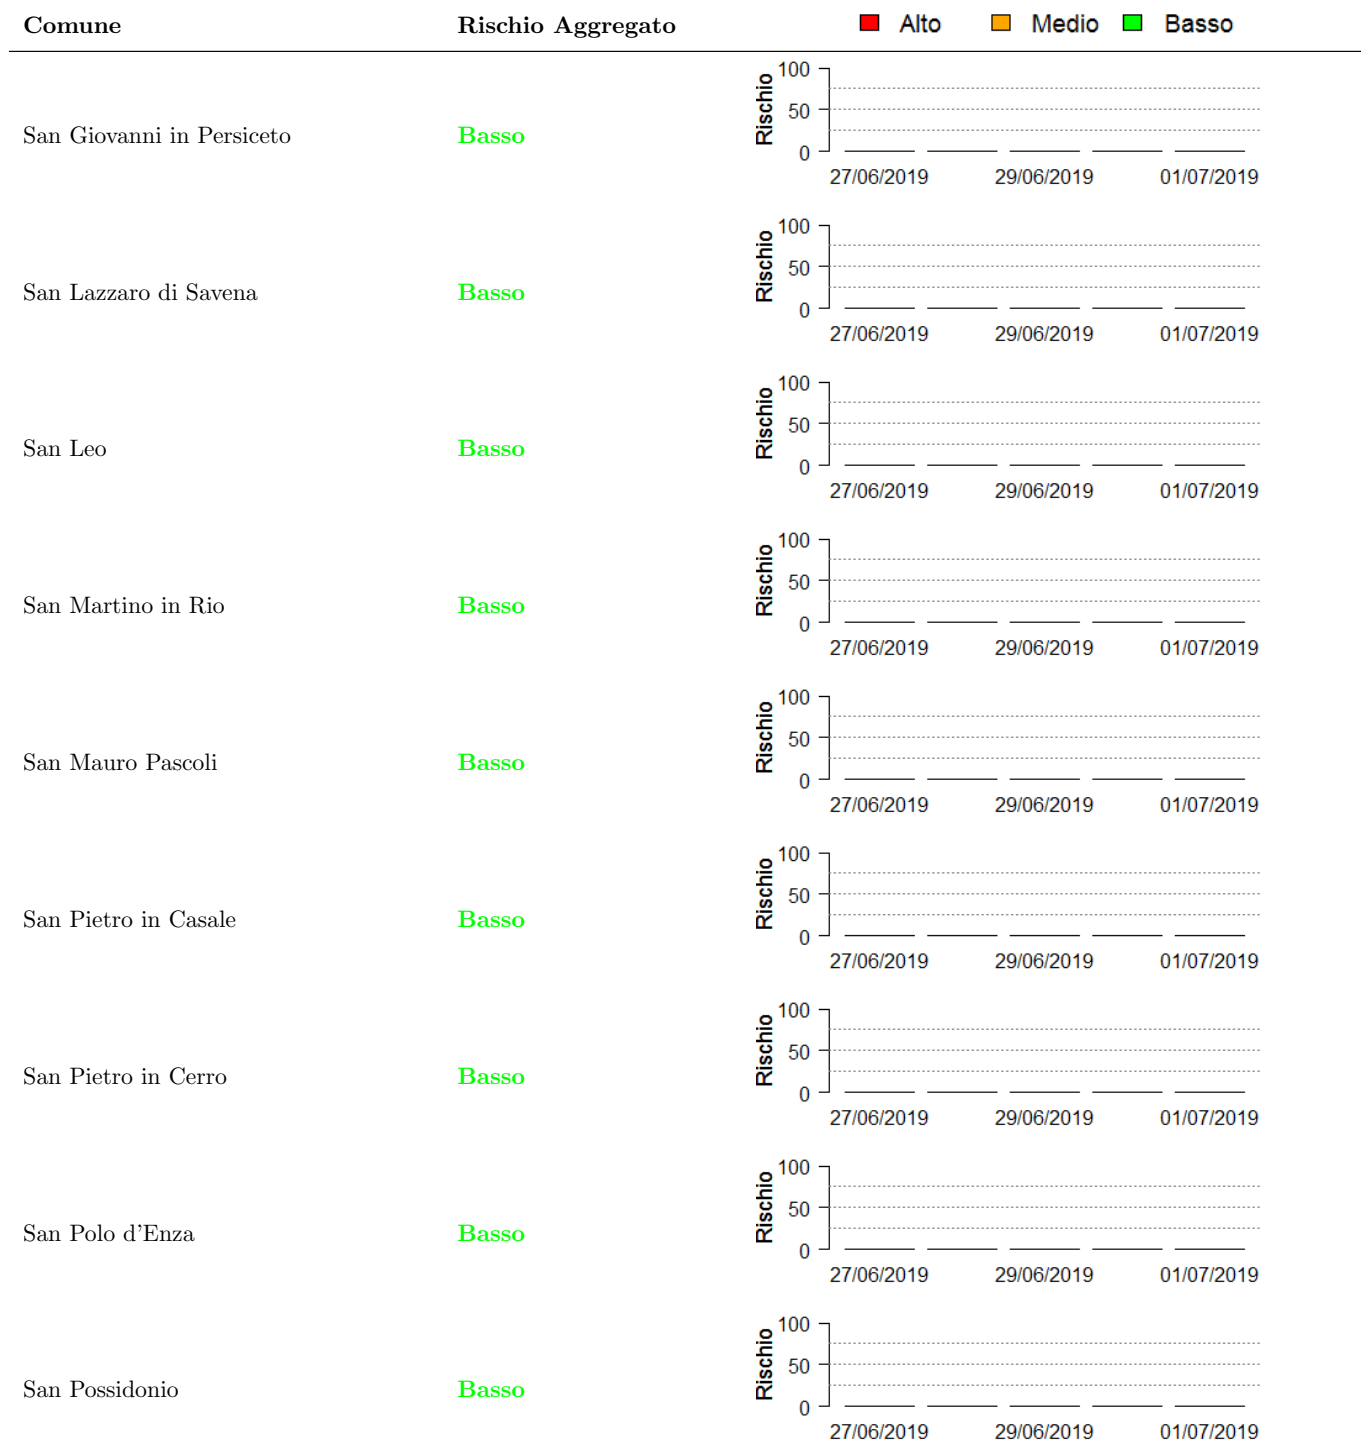 Comune Rischio Aggregato Alto Medio Basso
100
50
0
Rischio
San Giovanni in Persiceto Basso
27/06/2019 29/06/2019 01/07/2019
100
50
0
Rischio
San Lazzaro di Savena Basso
27/06/2019 29/06/2019 01/07/2019
100
50
0
Rischio
San Leo Basso
27/06/2019 29/06/2019 01/07/2019
100
50
0
Rischio
San Martino in Rio Basso
27/06/2019 29/06/2019 01/07/2019
100
50
0
Rischio
San Mauro Pascoli Basso
27/06/2019 29/06/2019 01/07/2019
100
50
0
Rischio
San Pietro in Casale Basso
27/06/2019 29/06/2019 01/07/2019
100
50
0
Rischio
San Pietro in Cerro Basso
27/06/2019 29/06/2019 01/07/2019
100
50
0
Rischio
San Polo d'Enza Basso
27/06/2019 29/06/2019 01/07/2019
100
50
0
Rischio
San Possidonio Basso
27/06/2019 29/06/2019 01/07/2019